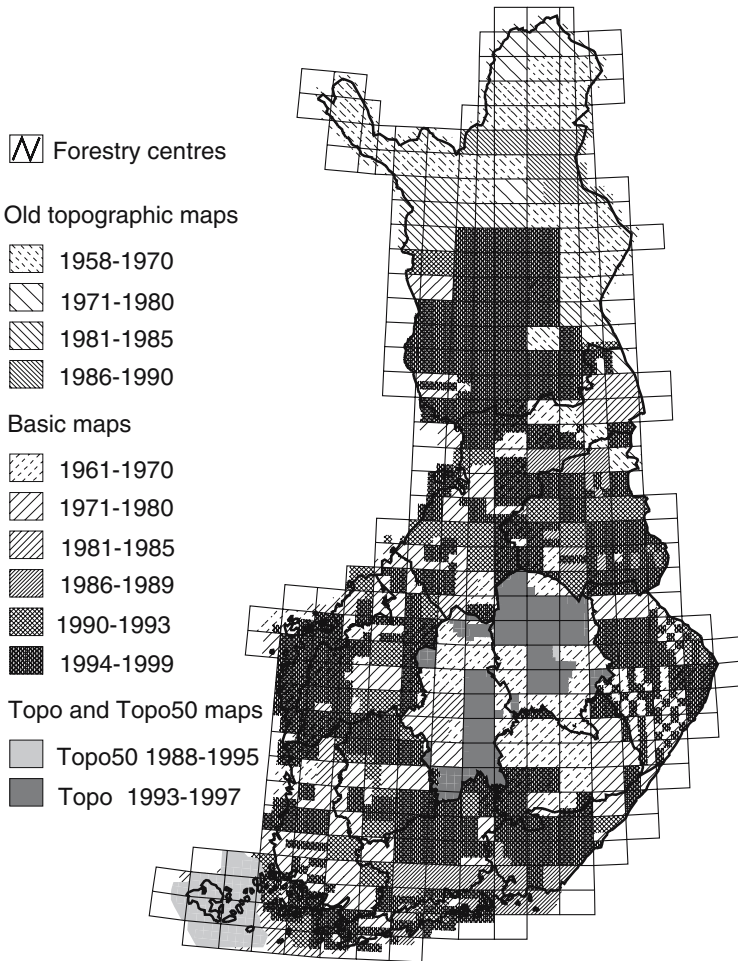 Forestry centres
Old topographic maps
1958-1970
1971-1980
1981-1985
1986-1990
Basic maps
1961-1970
1971-1980
1981-1985
1986-1989
1990-1993
1994-1999
Topo and Topo50 maps
Topo50 1988-1995
Topo 1993-1997